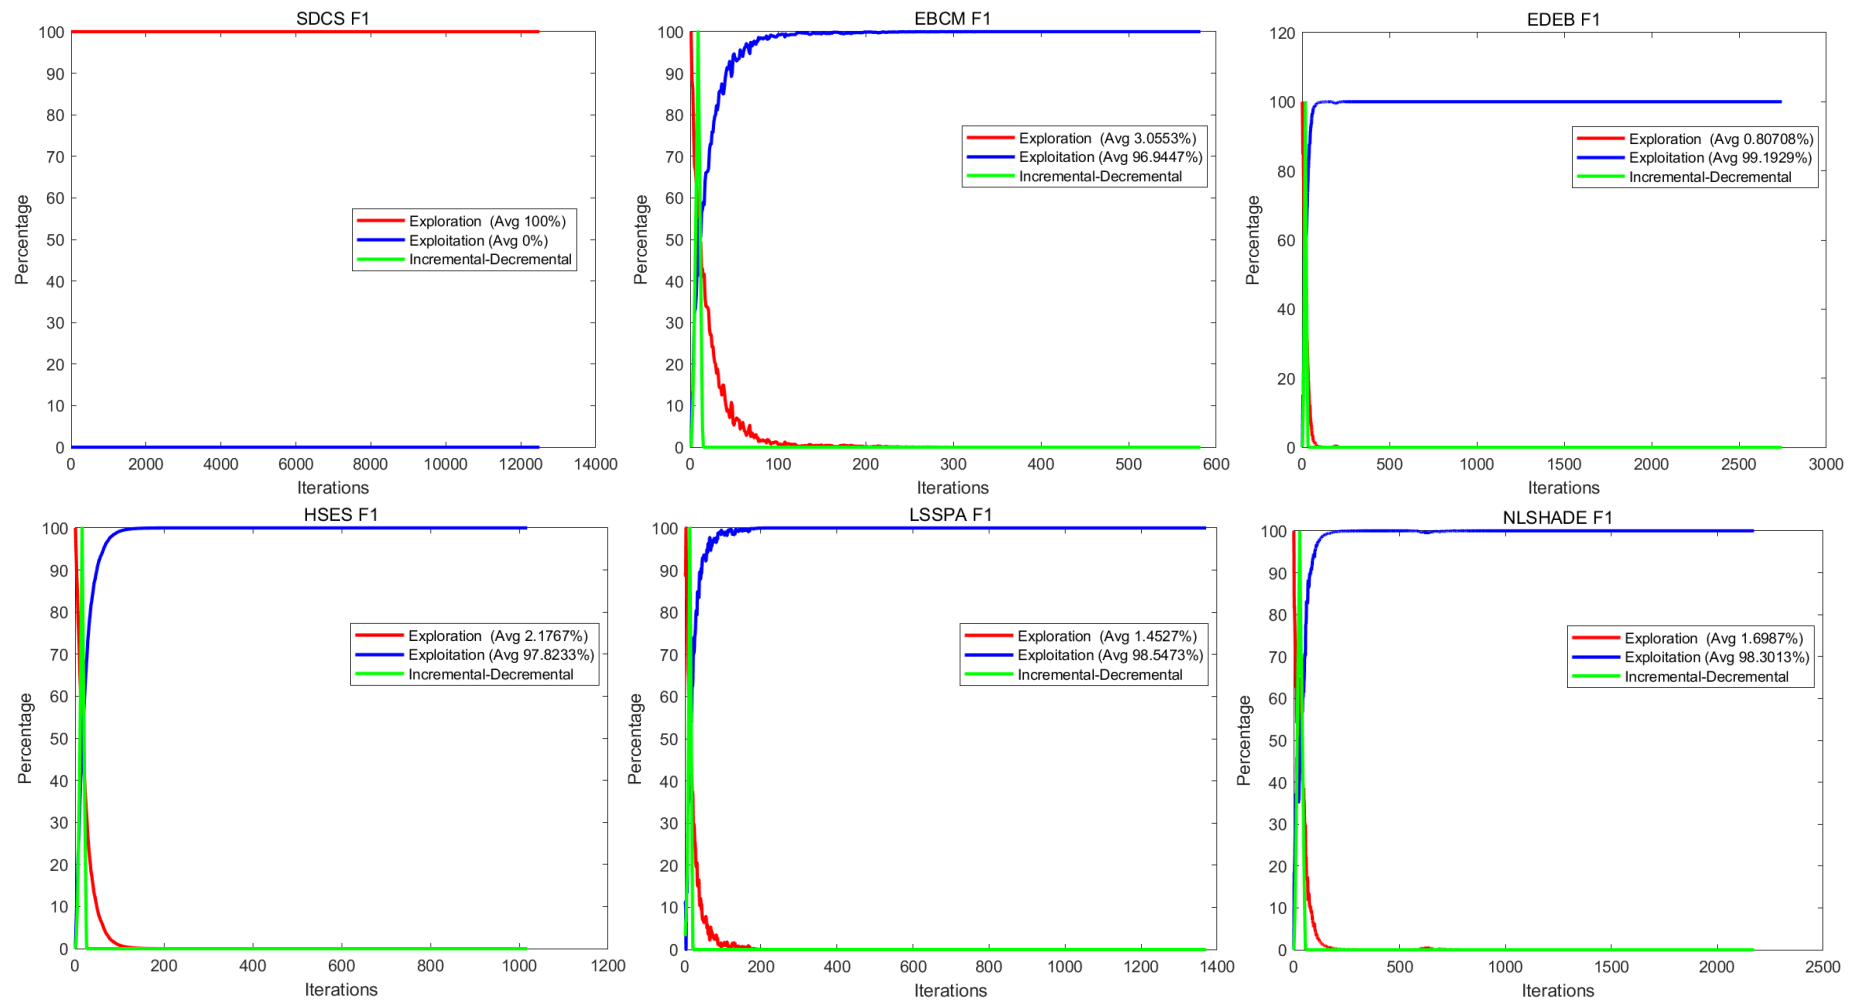 SDCS F1
100
90
80
70
60
50
40
30
20
10
0
Percentage
Exploration (Avg 100%)
Exploitation (Avg 0%)
Incremental-Decremental
0 2000 4000 6000 8000 10000 12000 14000
Iterations
EBCM F1
100
90
80
70
60
50
40
30
20
10
0
Percentage
Exploration (Avg 3.0553%)
Exploitation (Avg 96.9447%)
Incremental-Decremental
0 100 200 300 400 500 600
Iterations
EDEB F1
120
100
80
60
40
20
0
Percentage
Exploration (Avg 0.80708%)
Exploitation (Avg 99.1929%)
Incremental-Decremental
0 500 1000 1500 2000 2500 3000
Iterations
HSES F1
100
90
80
70
60
50
40
30
20
10
0
Percentage
Exploration (Avg 2.1767%)
Exploitation (Avg 97.8233%)
Incremental-Decremental
0 200 400 600 800 1000 1200
Iterations
LSSPA F1
100
90
80
70
60
50
40
30
20
10
0
Percentage
Exploration (Avg 1.4527%)
Exploitation (Avg 98.5473%)
Incremental-Decremental
0 200 400 600 800 1000 1200 1400
Iterations
NLSHADE F1
100
90
80
70
60
50
40
30
20
10
0
Percentage
Exploration (Avg 1.6987%)
Exploitation (Avg 98.3013%)
Incremental-Decremental
0 500 1000 1500 2000 2500
Iterations